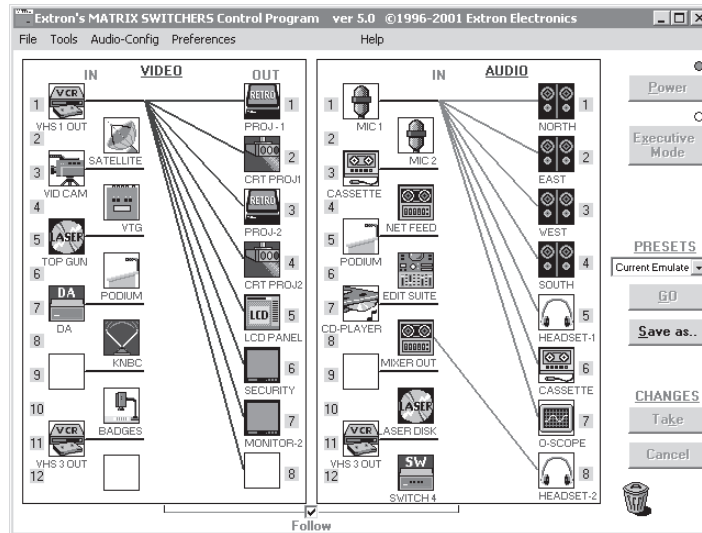 Extron's MATRIX SWITCHERS Control Program ver 5.0 ©1996-2001 Extron Electronics
File Tools Audio-Config Preferences Help
IN VIDEO OUT
1 VCR VHS 1 OUT
2 SATELLITE
3 VID CAM
4 VTG
5 LASER TOP GUN
6 PODIUM
7 DA DA
8 KNBC
9
10 BADGES
11 VCR VHS 3 OUT
12
RETRO PROJ-1 1
CRT PROJ1 2
RETRO PROJ-2 3
CRT PROJ2 4
LCD LCD PANEL 5
SECURITY 6
MONITOR-2 7
8
IN AUDIO
1 MIC 1
2 MIC 2
3 CASSETTE
4 NET FEED
5 PODIUM
6 EDIT SUITE
7 CD-PLAYER
8 MIXER OUT
9
10 LASER LASER DISK
11 VCR VHS 3 OUT
12 SW SWITCH 4
NORTH 1
EAST 2
WEST 3
SOUTH 4
HEADSET-1 5
CASSETTE 6
O-SCOPE 7
HEADSET-2 8
Follow
Power
Executive
Mode
PRESETS
Current Emulate
GO
Save as..
CHANGES
Take
Cancel